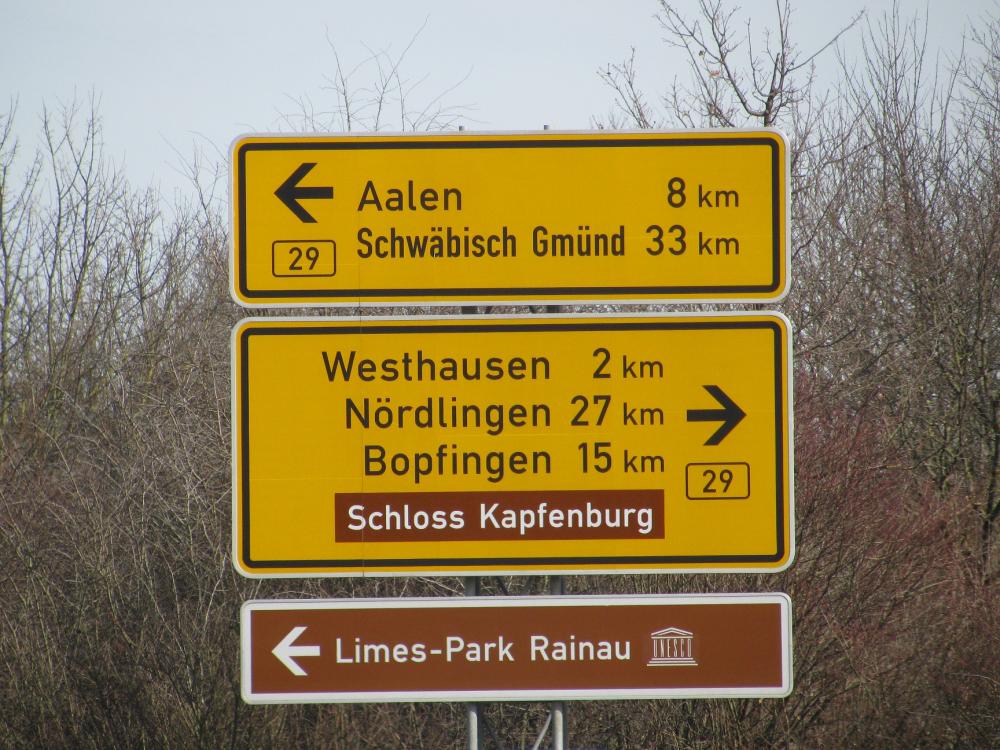 Aalen 8 km
29 Schwäbisch Gmünd 33 km
Westhausen 2 km
Nördlingen 27 km
Bopfingen 15 km
29
Schloss Kapfenburg
Limes-Park Rainau UNESCO